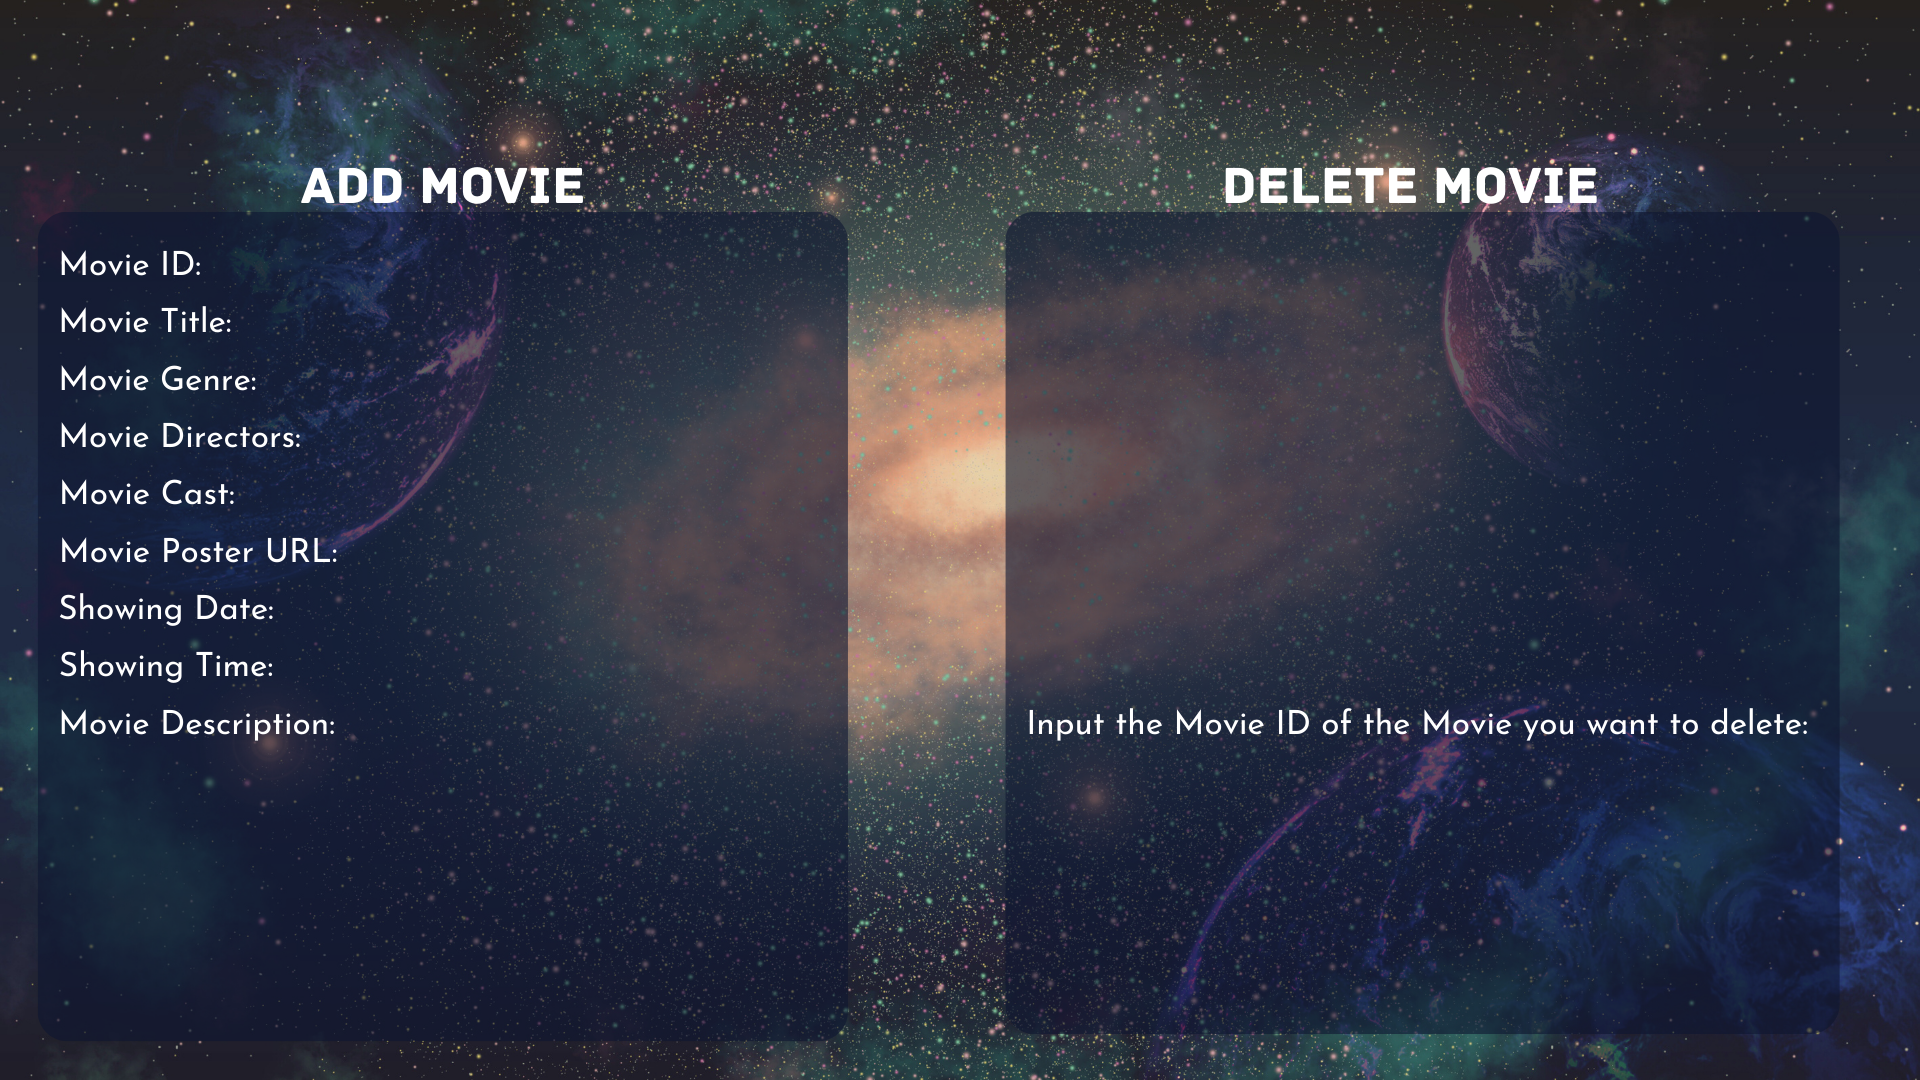 ADD MOVIE
Movie ID:
Movie Title:
Movie Genre:
Movie Directors:
Movie Cast:
Movie Poster URL:
Showing Date:
Showing Time:
Movie Description:
DELETE MOVIE
Input the Movie ID of the Movie you want to delete: